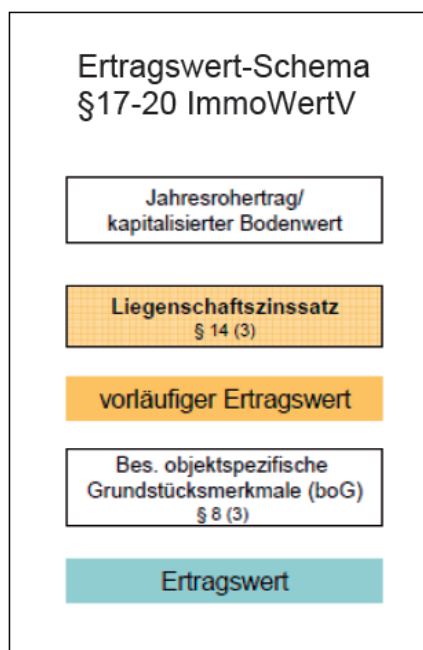 Ertragswert-Schema
§17-20 ImmoWertV
Jahresrohertrag/
kapitalisierter Bodenwert
Liegenschaftszinssatz
§ 14 (3)
vorläufiger Ertragswert
Bes. objektspezifische
Grundstücksmerkmale (boG)
§ 8 (3)
Ertragswert